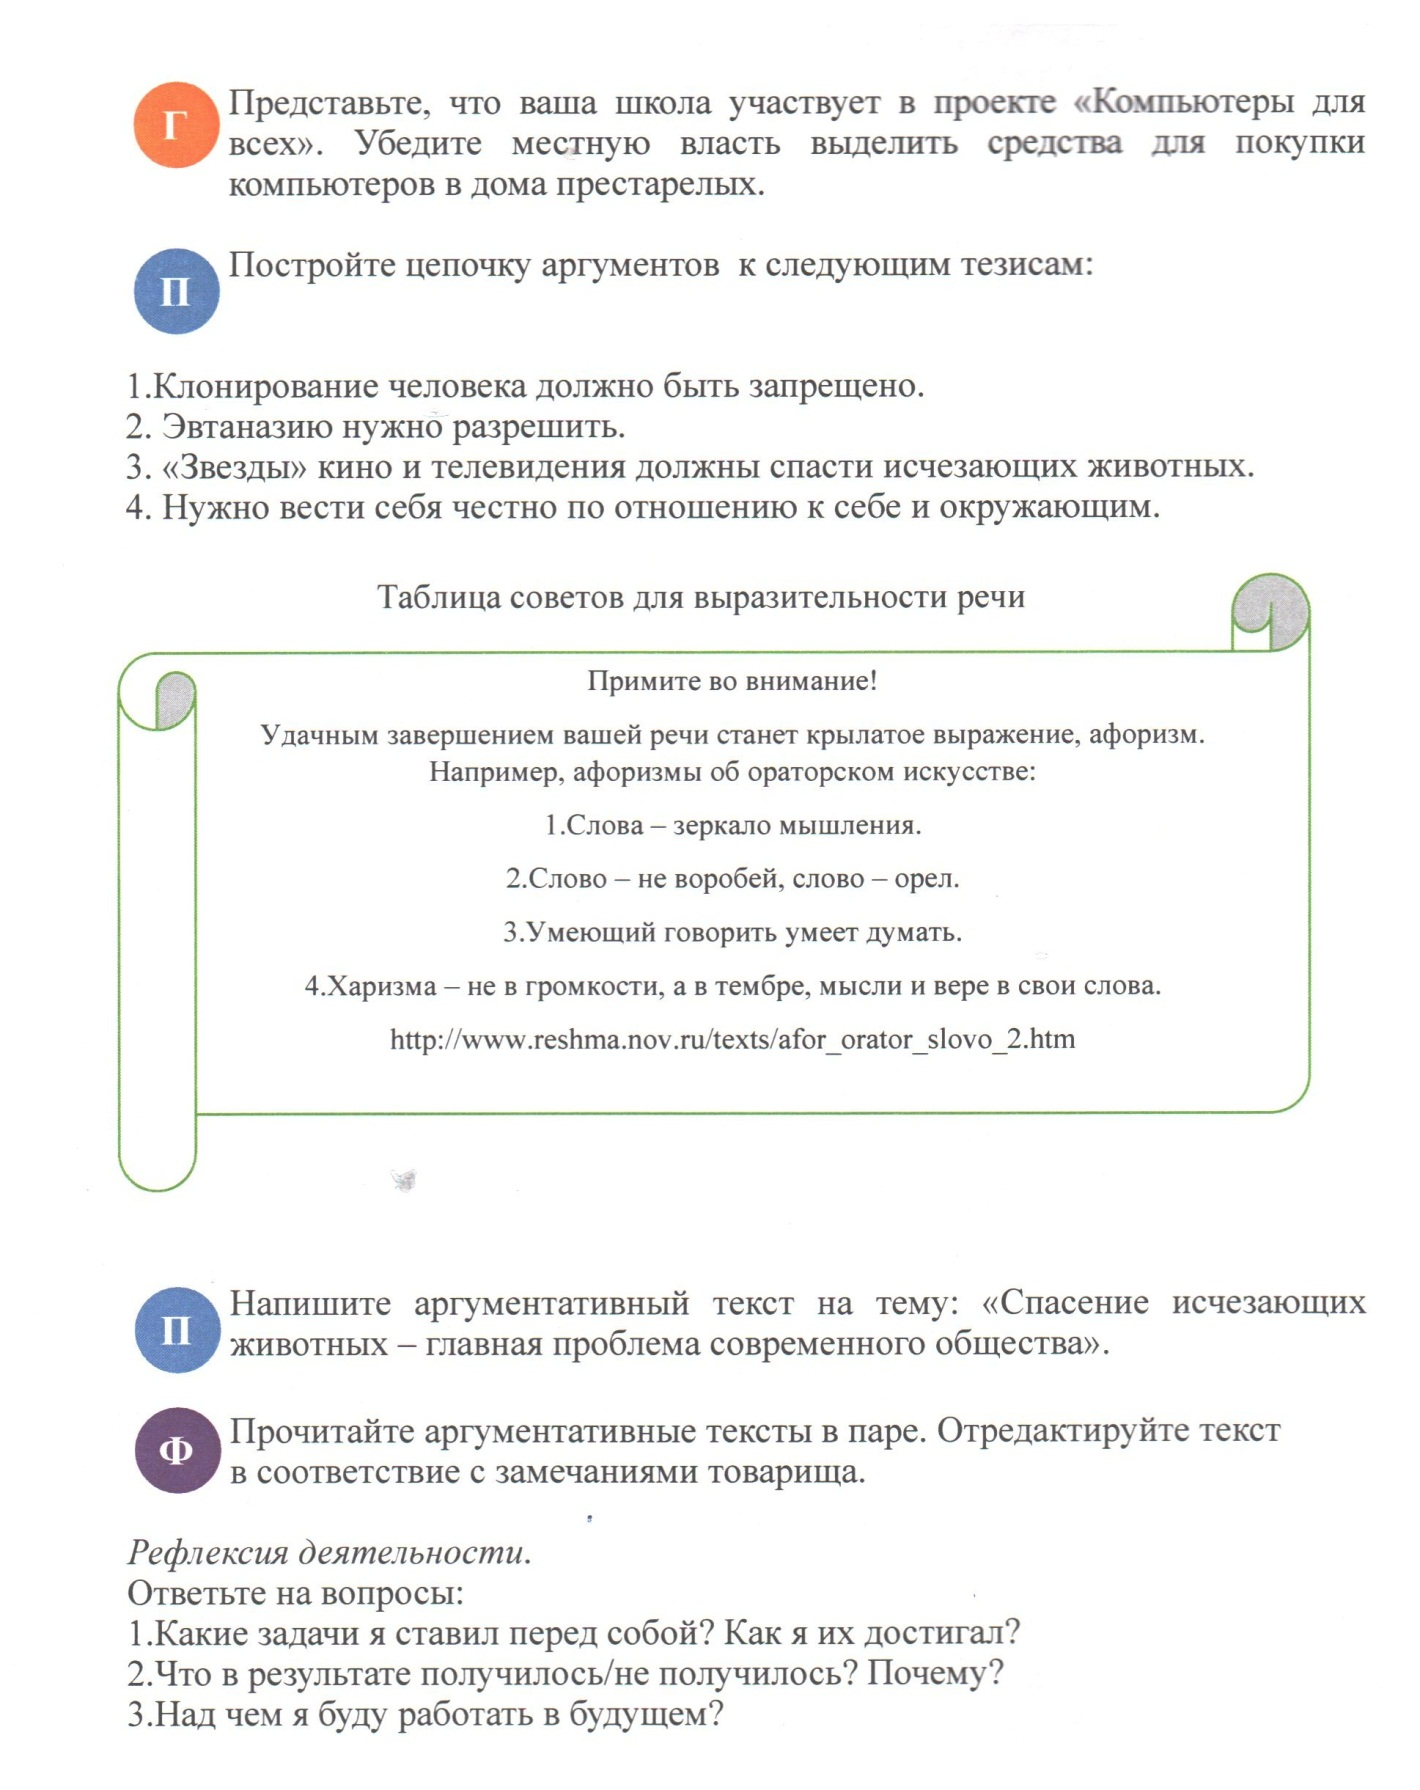 Г
Представьте, что ваша школа участвует в проекте «Компьютеры для
всех». Убедите местную власть выделить средства для покупки
компьютеров в дома престарелых.
П
Постройте цепочку аргументов к следующим тезисам:
1.Клонирование человека должно быть запрещено.
2. Эвтаназию нужно разрешить.
3. «Звезды» кино и телевидения должны спасти исчезающих животных.
4. Нужно вести себя честно по отношению к себе и окружающим.
Таблица советов для выразительности речи
Примите во внимание!
Удачным завершением вашей речи станет крылатое выражение, афоризм.
Например, афоризмы об ораторском искусстве:
1.Слова – зеркало мышления.
2.Слово – не воробей, слово – орел.
3.Умеющий говорить умеет думать.
4.Харизма – не в громкости, а в тембре, мысли и вере в свои слова.
http://www.reshma.nov.ru/texts/afor_orator_slovo_2.htm
П
Напишите аргументативный текст на тему: «Спасение исчезающих
животных – главная проблема современного общества».
Ф
Прочитайте аргументативные тексты в паре. Отредактируйте текст
в соответствие с замечаниями товарища.
Рефлексия деятельности.
Ответьте на вопросы:
1.Какие задачи я ставил перед собой? Как я их достигал?
2.Что в результате получилось/не получилось? Почему?
3.Над чем я буду работать в будущем?